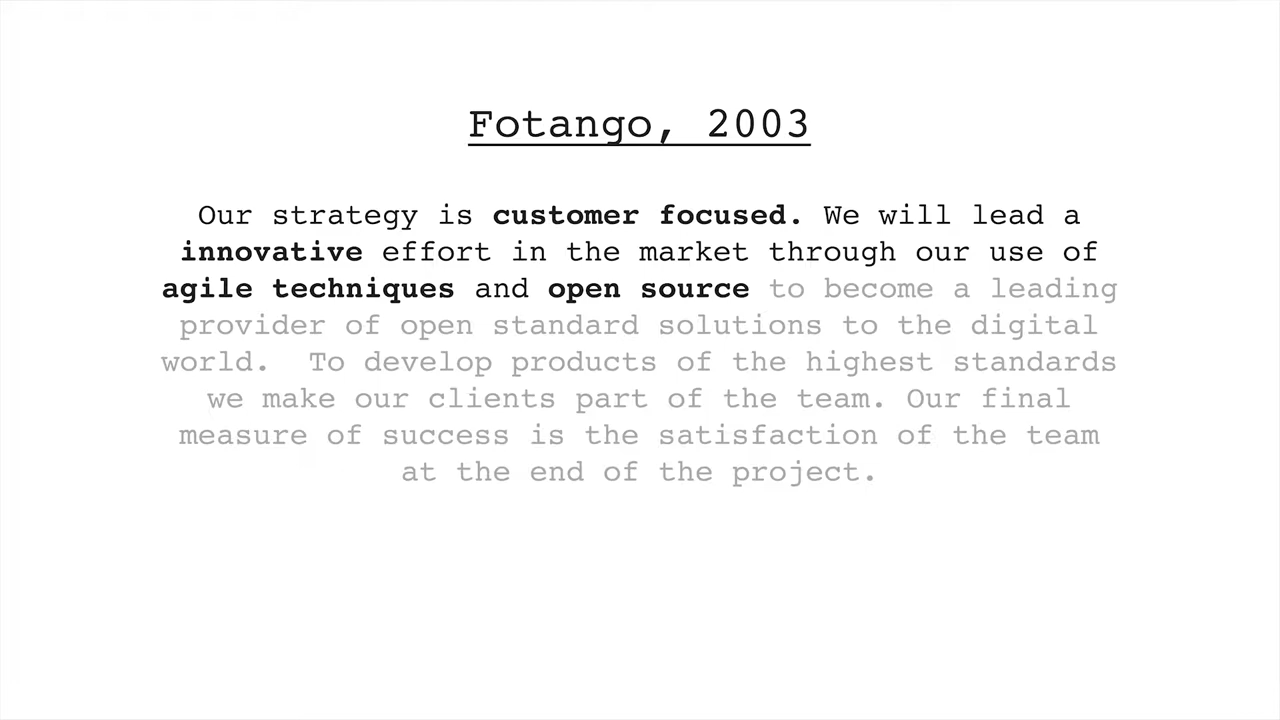 Fotango, 2003
Our strategy is customer focused. We will lead a
innovative effort in the market through our use of
agile techniques and open source to become a leading
provider of open standard solutions to the digital
world.  To develop products of the highest standards
we make our clients part of the team. Our final
measure of success is the satisfaction of the team
at the end of the project.